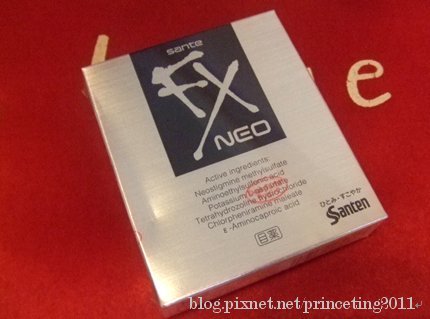 e
sante
FX
NEO
Active ingredients
Neostigmine methylsulfate
Aminoethylsulfonic acid
Potassium L-aspartate
Tetrahydrozoline hydrochloride
Chlorpheniramine maleate
ε-Aminocaproic acid
目薬
ひとみ・すこやか
Santen
blog.pixnet.net/princeting2011